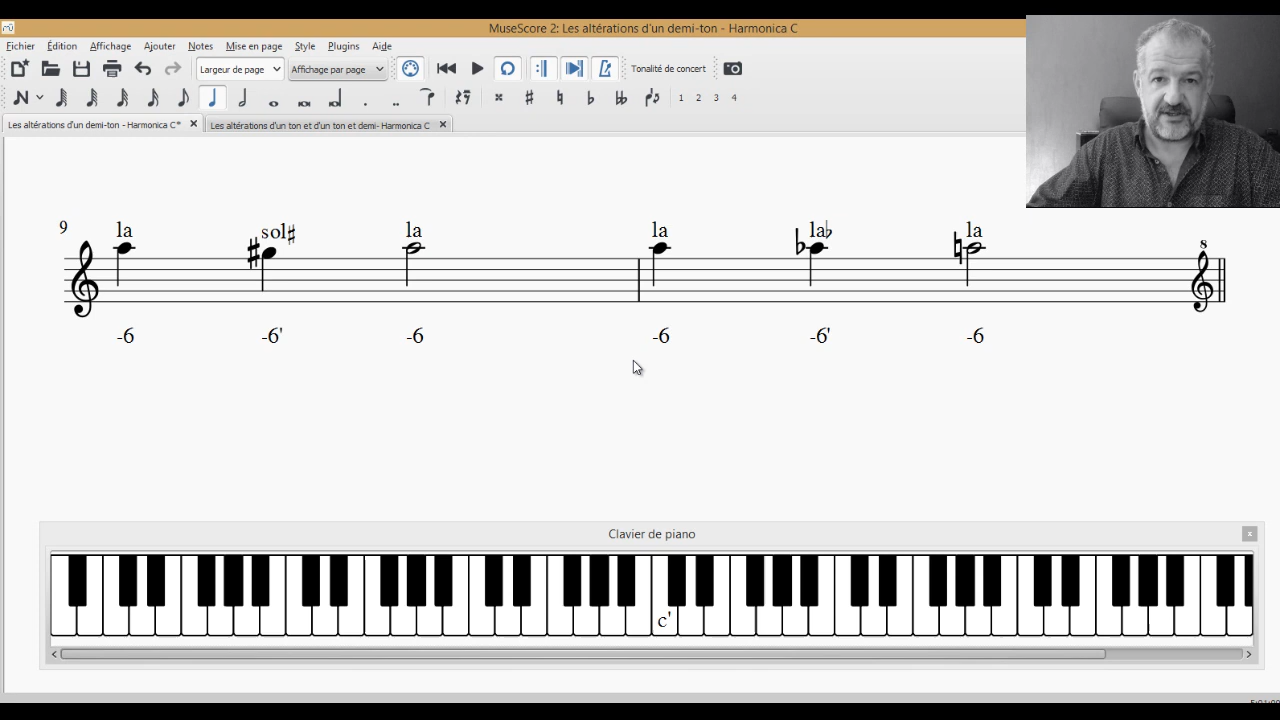 MuseScore 2: Les altérations d'un demi-ton - Harmonica C
Fichier Édition Affichage Ajouter Notes Mise en page Style Plugins Aide
Largeur de page Affichage par page Tonalité de concert
1 2 3 4
Les altérations d'un demi-ton - Harmonica C* Les altérations d'un ton et d'un ton et demi- Harmonica C
9 la sol♯ la la la♭ la
8
-6 -6' -6 -6 -6' -6
Clavier de piano
c'